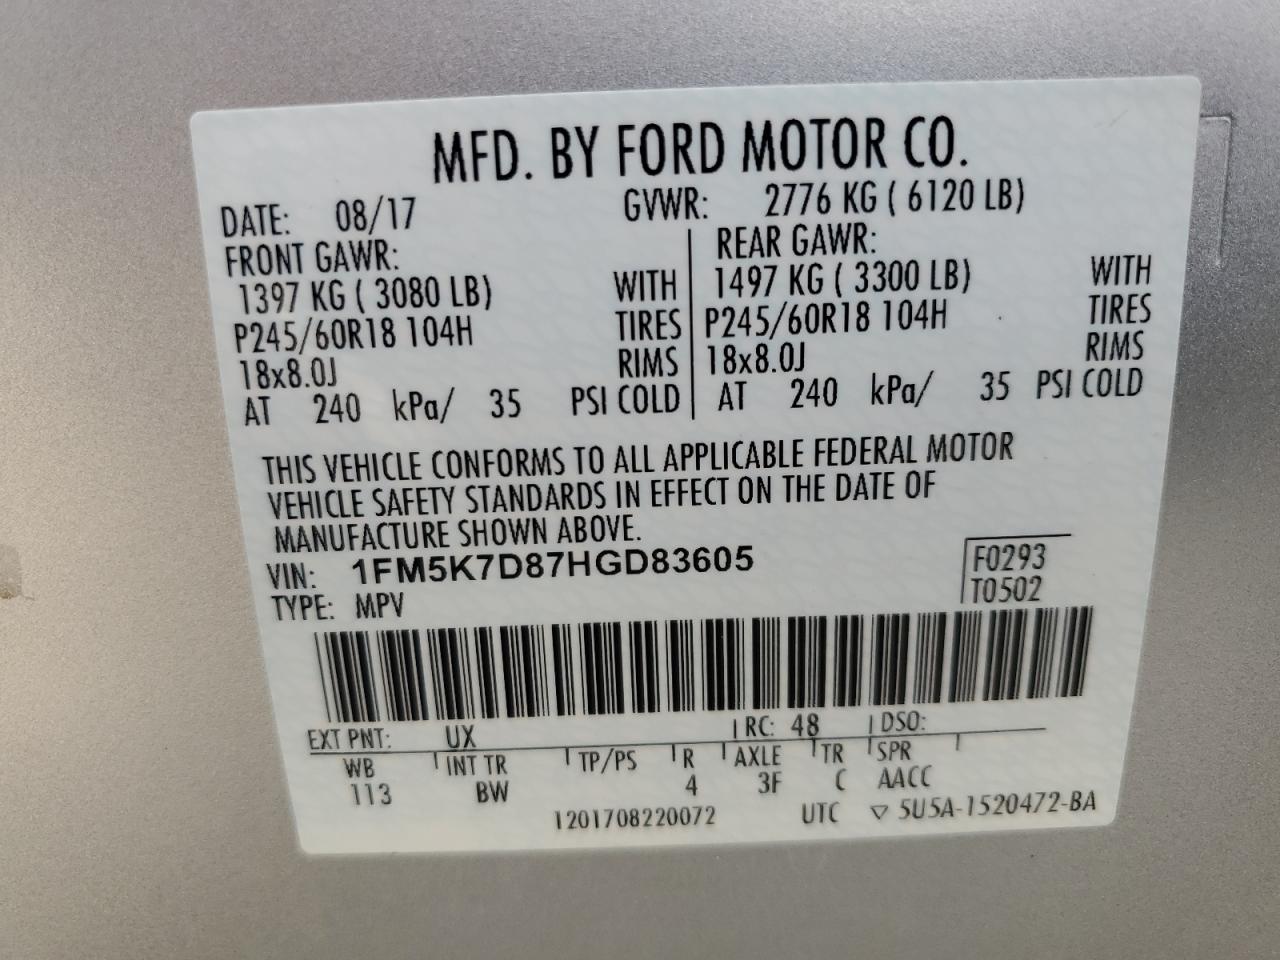 MFD. BY FORD MOTOR CO.
DATE: 08/17 GVWR: 2776 KG ( 6120 LB)
FRONT GAWR: REAR GAWR:
1397 KG ( 3080 LB) WITH 1497 KG ( 3300 LB) WITH
P245/60R18 104H TIRES P245/60R18 104H TIRES
18x8.0J RIMS 18x8.0J RIMS
AT 240 kPa/ 35 PSI COLD AT 240 kPa/ 35 PSI COLD
THIS VEHICLE CONFORMS TO ALL APPLICABLE FEDERAL MOTOR
VEHICLE SAFETY STANDARDS IN EFFECT ON THE DATE OF
MANUFACTURE SHOWN ABOVE.
VIN: 1FM5K7D87HGD83605 F0293
TYPE: MPV T0502
EXT PNT: UX RC: 48 DSO:
WB INT TR TP/PS R AXLE TR SPR
113 BW 4 3F C AACC
1201708220072 UTC ▽ 5U5A-1520472-BA